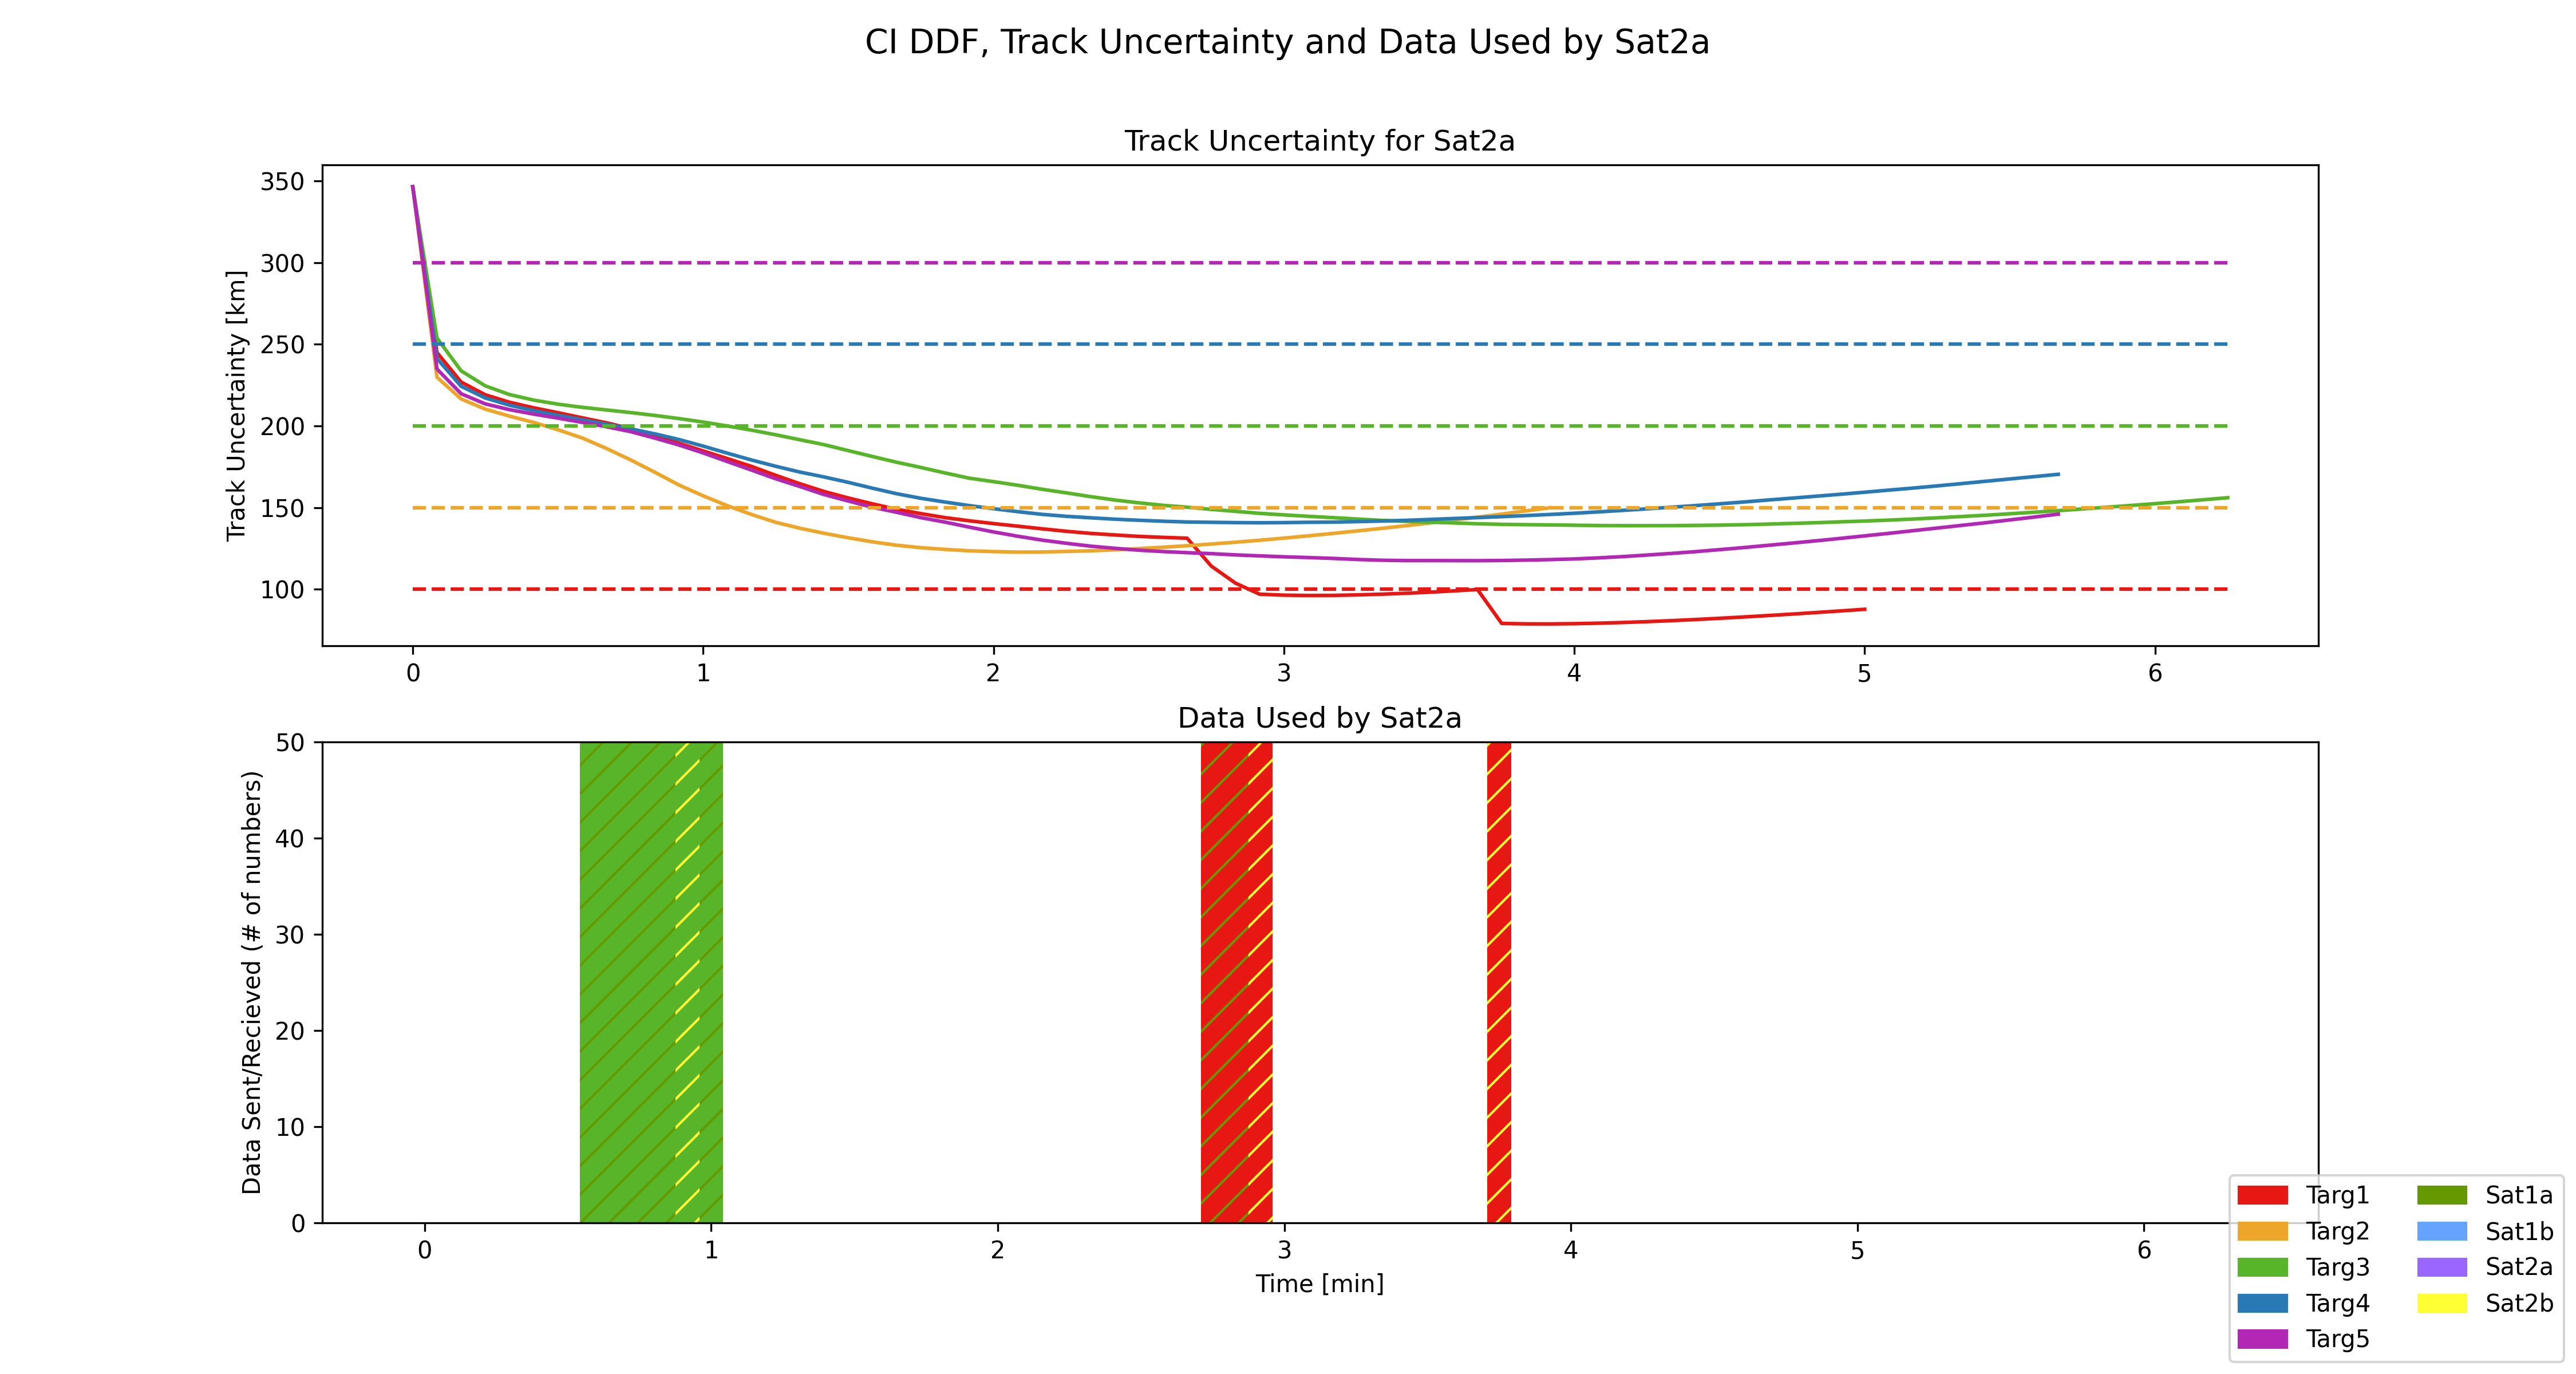 CI DDF, Track Uncertainty and Data Used by Sat2a
Track Uncertainty for Sat2a
Track Uncertainty [km]
350
300
250
200
150
100
0 1 2 3 4 5 6
Data Used by Sat2a
Data Sent/Recieved (# of numbers)
50
40
30
20
10
0
0 1 2 3 4 5 6
Time [min]
Targ1 Sat1a
Targ2 Sat1b
Targ3 Sat2a
Targ4 Sat2b
Targ5